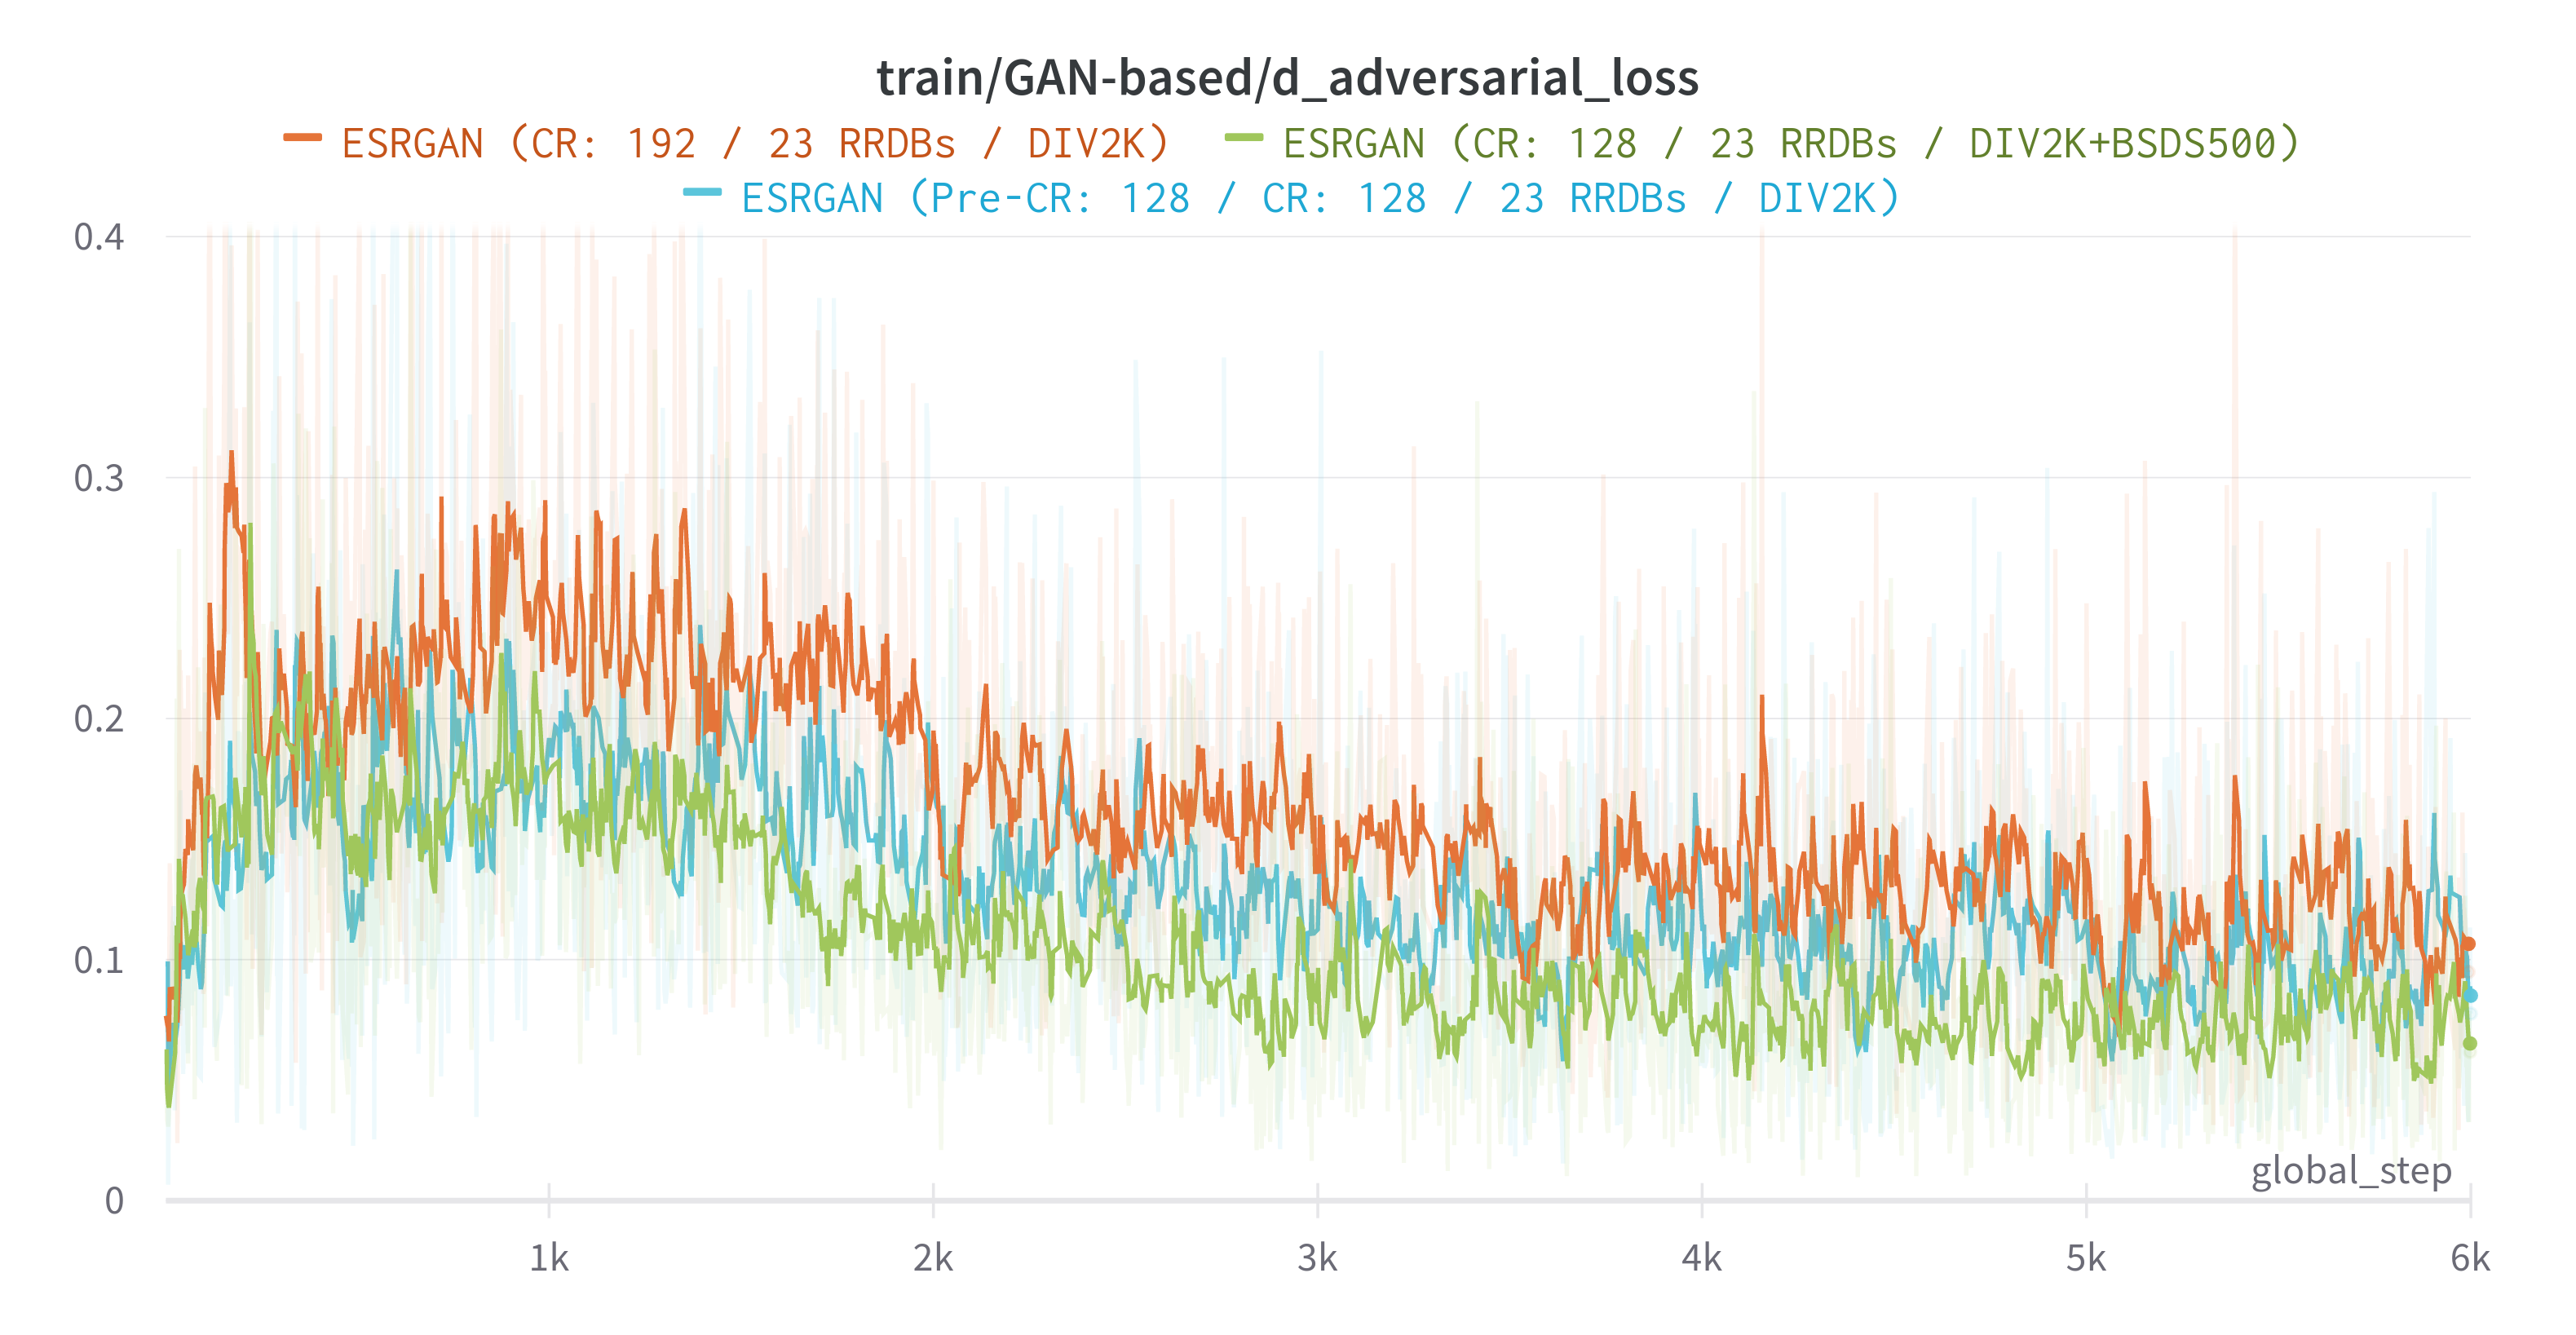 train/GAN-based/d_adversarial_loss
ESRGAN (CR: 192 / 23 RRDBs / DIV2K) ESRGAN (CR: 128 / 23 RRDBs / DIV2K+BSDS500)
ESRGAN (Pre-CR: 128 / CR: 128 / 23 RRDBs / DIV2K)
0.4
0.3
0.2
0.1
0
global_step
1k 2k 3k 4k 5k 6k